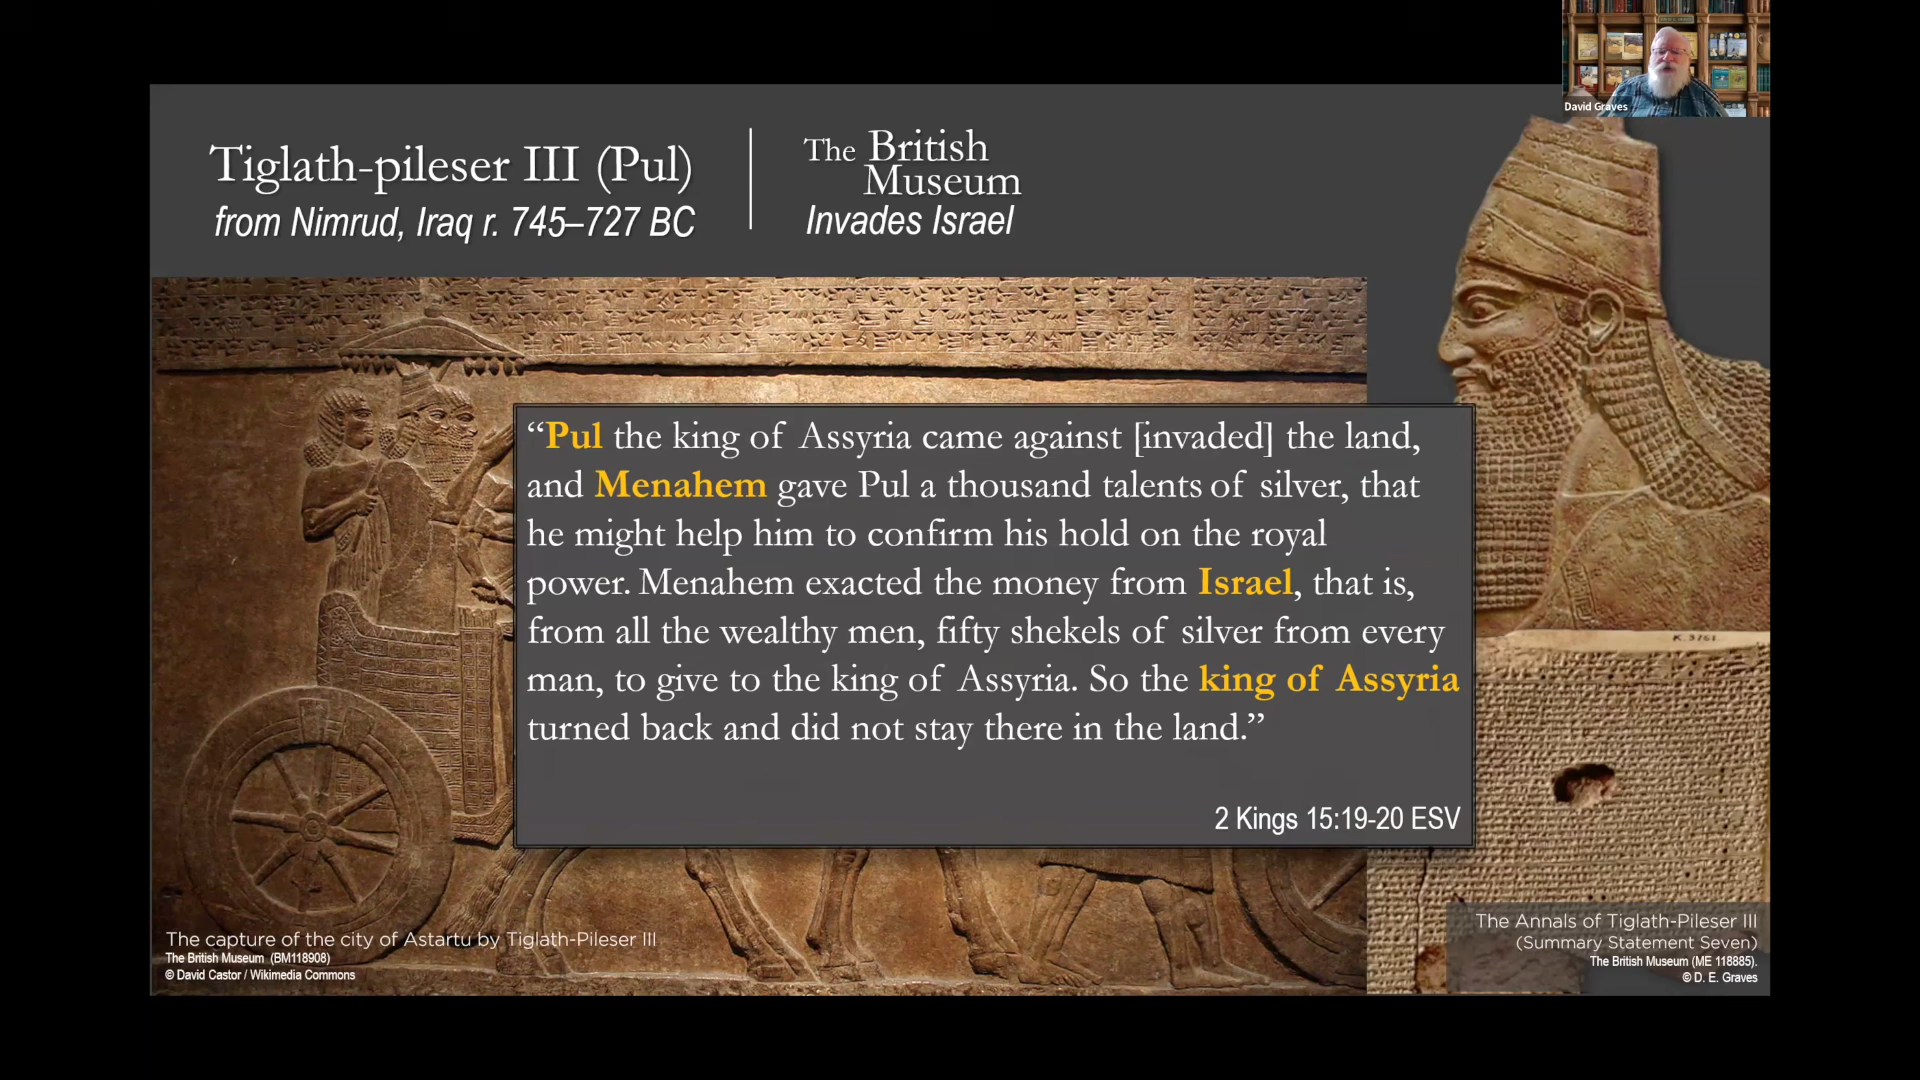 David Graves
Tiglath-pileser III (Pul)
from Nimrud, Iraq r. 745–727 BC
The British
Museum
Invades Israel
“Pul the king of Assyria came against [invaded] the land,
and Menahem gave Pul a thousand talents of silver, that
he might help him to confirm his hold on the royal
power. Menahem exacted the money from Israel, that is,
from all the wealthy men, fifty shekels of silver from every
man, to give to the king of Assyria. So the king of Assyria
turned back and did not stay there in the land.”
2 Kings 15:19-20 ESV
K.3751.
The capture of the city of Astartu by Tiglath-Pileser III
The British Museum (BM118908)
© David Castor / Wikimedia Commons
The Annals of Tiglath-Pileser III
(Summary Statement Seven)
The British Museum (ME 118885).
© D. E. Graves